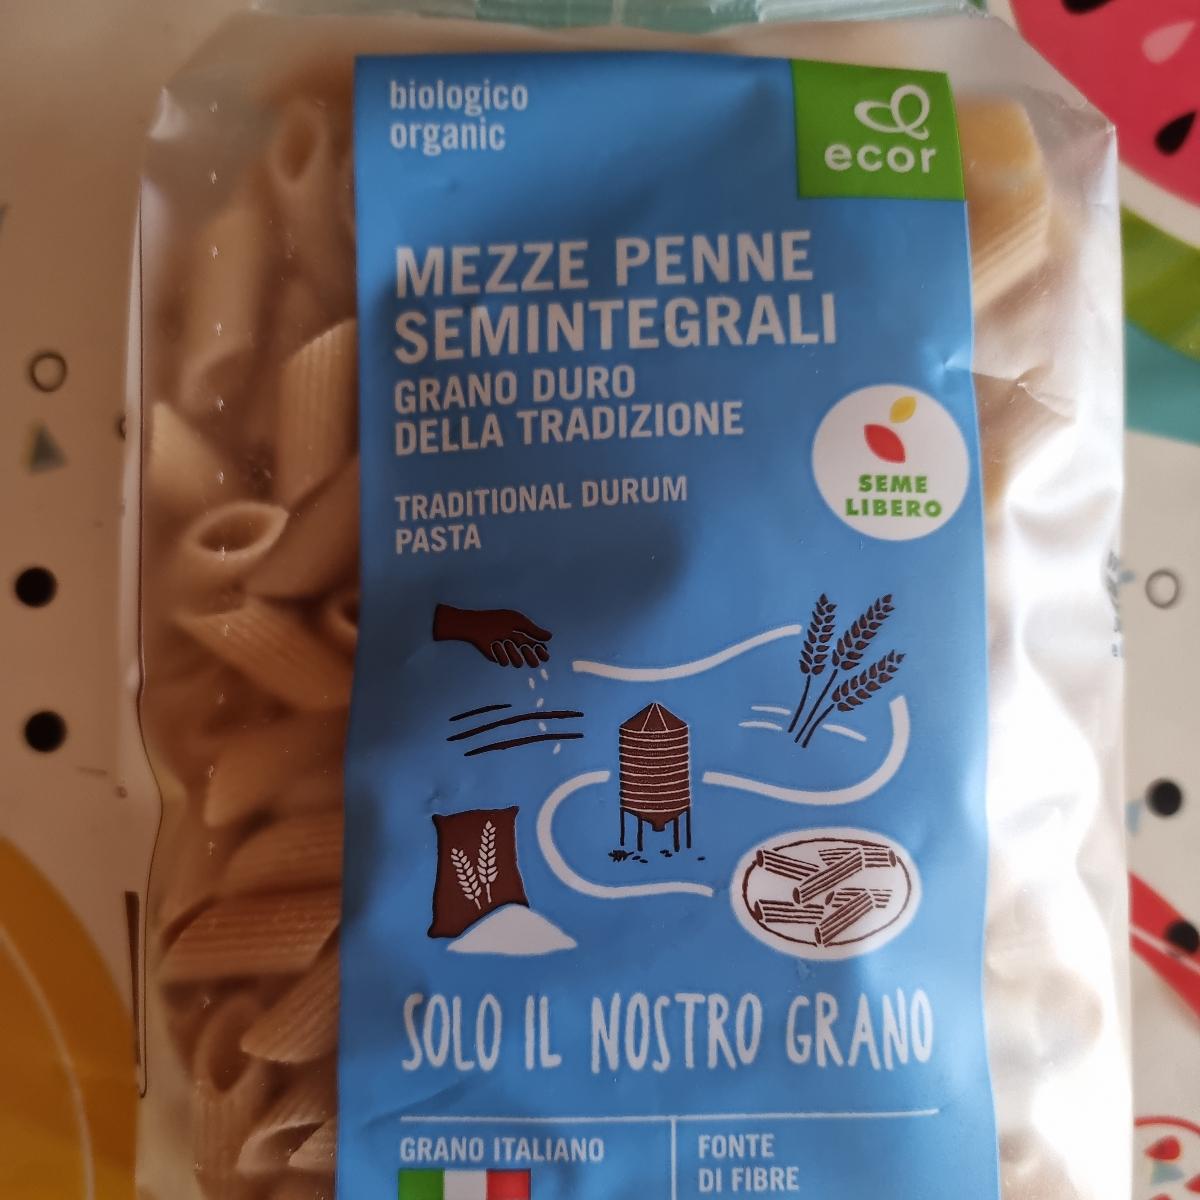 biologico
organic
ecor
MEZZE PENNE
SEMINTEGRALI
GRANO DURO
DELLA TRADIZIONE
TRADITIONAL DURUM
PASTA
SEME
LIBERO
SOLO IL NOSTRO GRANO
GRANO ITALIANO
FONTE
DI FIBRE